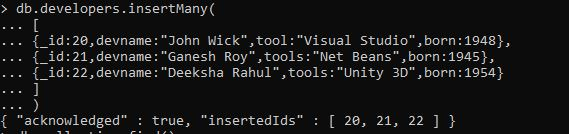 > db.developers.insertMany(
... [
... {_id:20,devname:"John Wick",tool:"Visual Studio",born:1948},
... {_id:21,devname:"Ganesh Roy",tools:"Net Beans",born:1945},
... {_id:22,devname:"Deeksha Rahul",tools:"Unity 3D",born:1954}
... ]
... )
{ "acknowledged" : true, "insertedIds" : [ 20, 21, 22 ] }